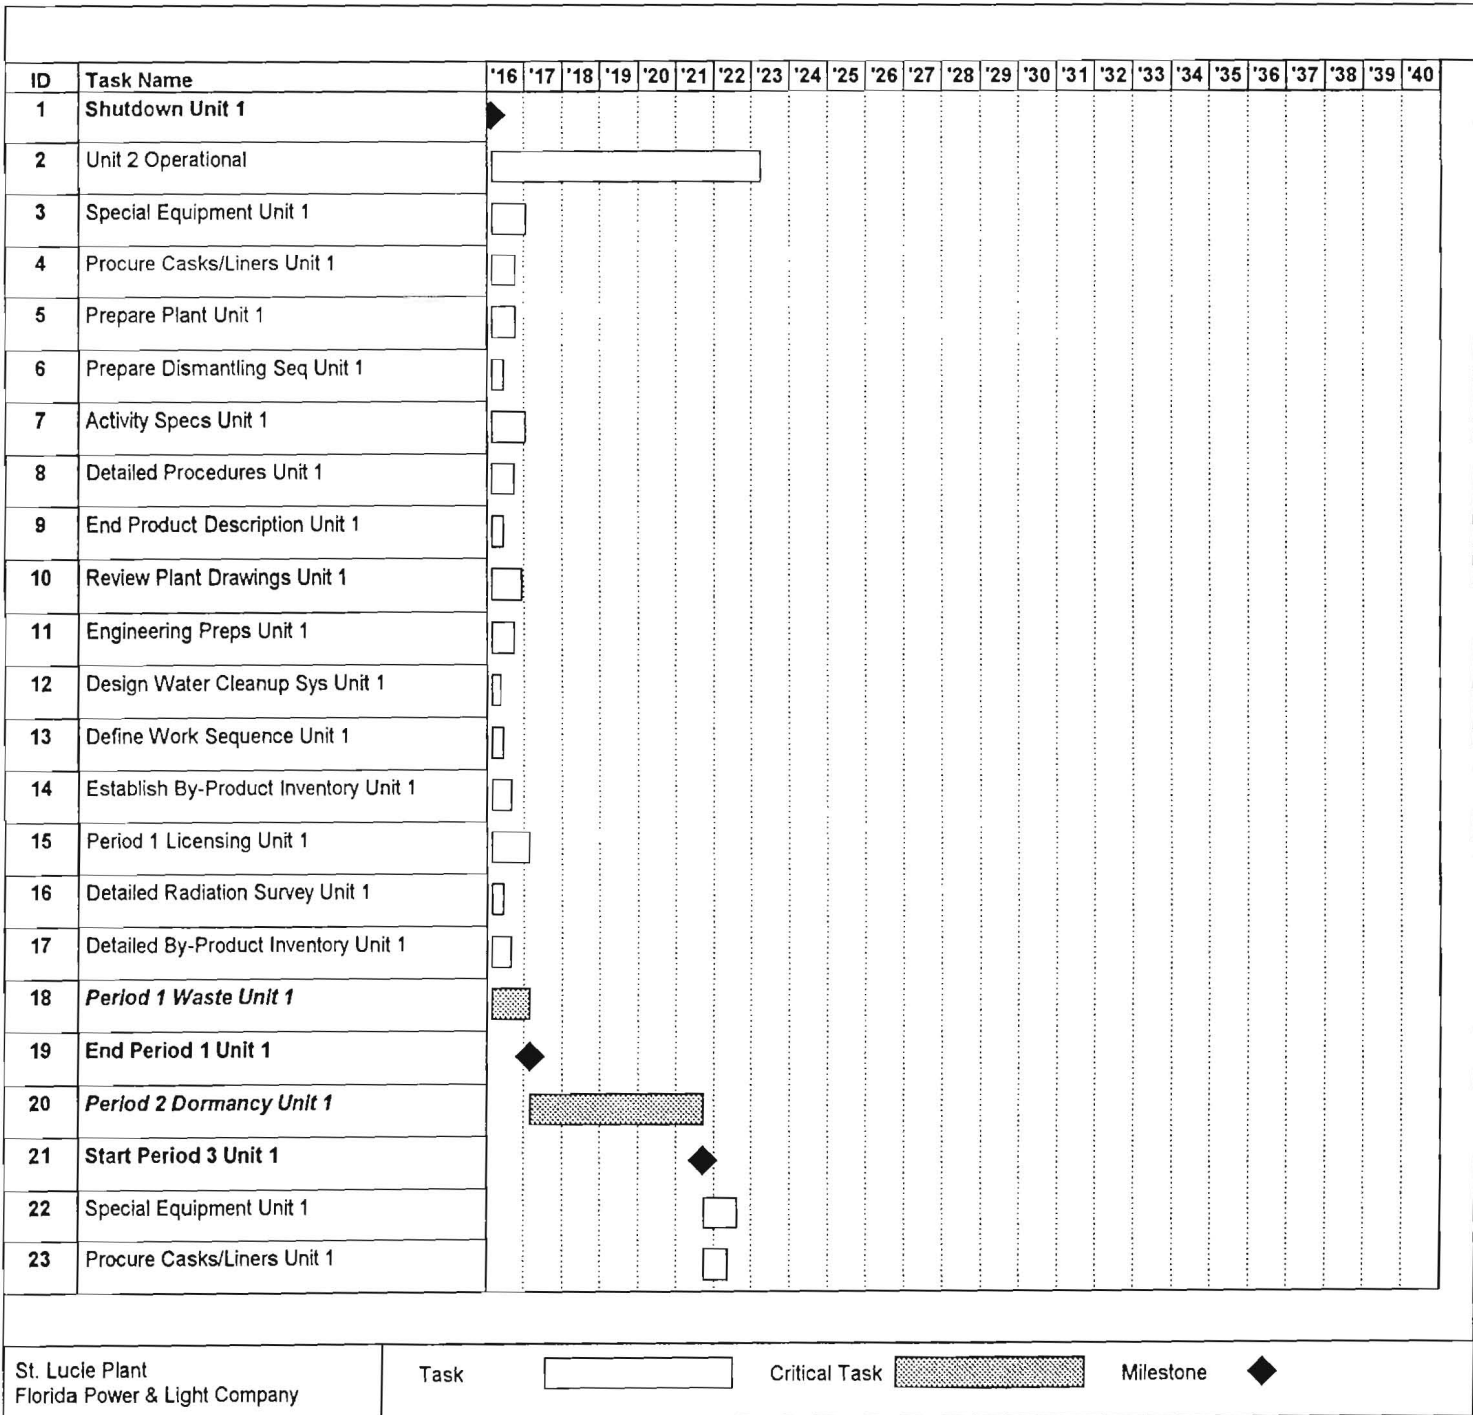 ID Task Name '16 '17 '18 '19 '20 '21 '22 '23 '24 '25 '26 '27 '28 '29 '30 '31 '32 '33 '34 '35 '36 '37 '38 '39 '40
1 Shutdown Unit 1
2 Unit 2 Operational
3 Special Equipment Unit 1
4 Procure Casks/Liners Unit 1
5 Prepare Plant Unit 1
6 Prepare Dismantling Seq Unit 1
7 Activity Specs Unit 1
8 Detailed Procedures Unit 1
9 End Product Description Unit 1
10 Review Plant Drawings Unit 1
11 Engineering Preps Unit 1
12 Design Water Cleanup Sys Unit 1
13 Define Work Sequence Unit 1
14 Establish By-Product Inventory Unit 1
15 Period 1 Licensing Unit 1
16 Detailed Radiation Survey Unit 1
17 Detailed By-Product Inventory Unit 1
18 Period 1 Waste Unit 1
19 End Period 1 Unit 1
20 Period 2 Dormancy Unit 1
21 Start Period 3 Unit 1
22 Special Equipment Unit 1
23 Procure Casks/Liners Unit 1
St. Lucie Plant
Florida Power & Light Company
Task Critical Task Milestone